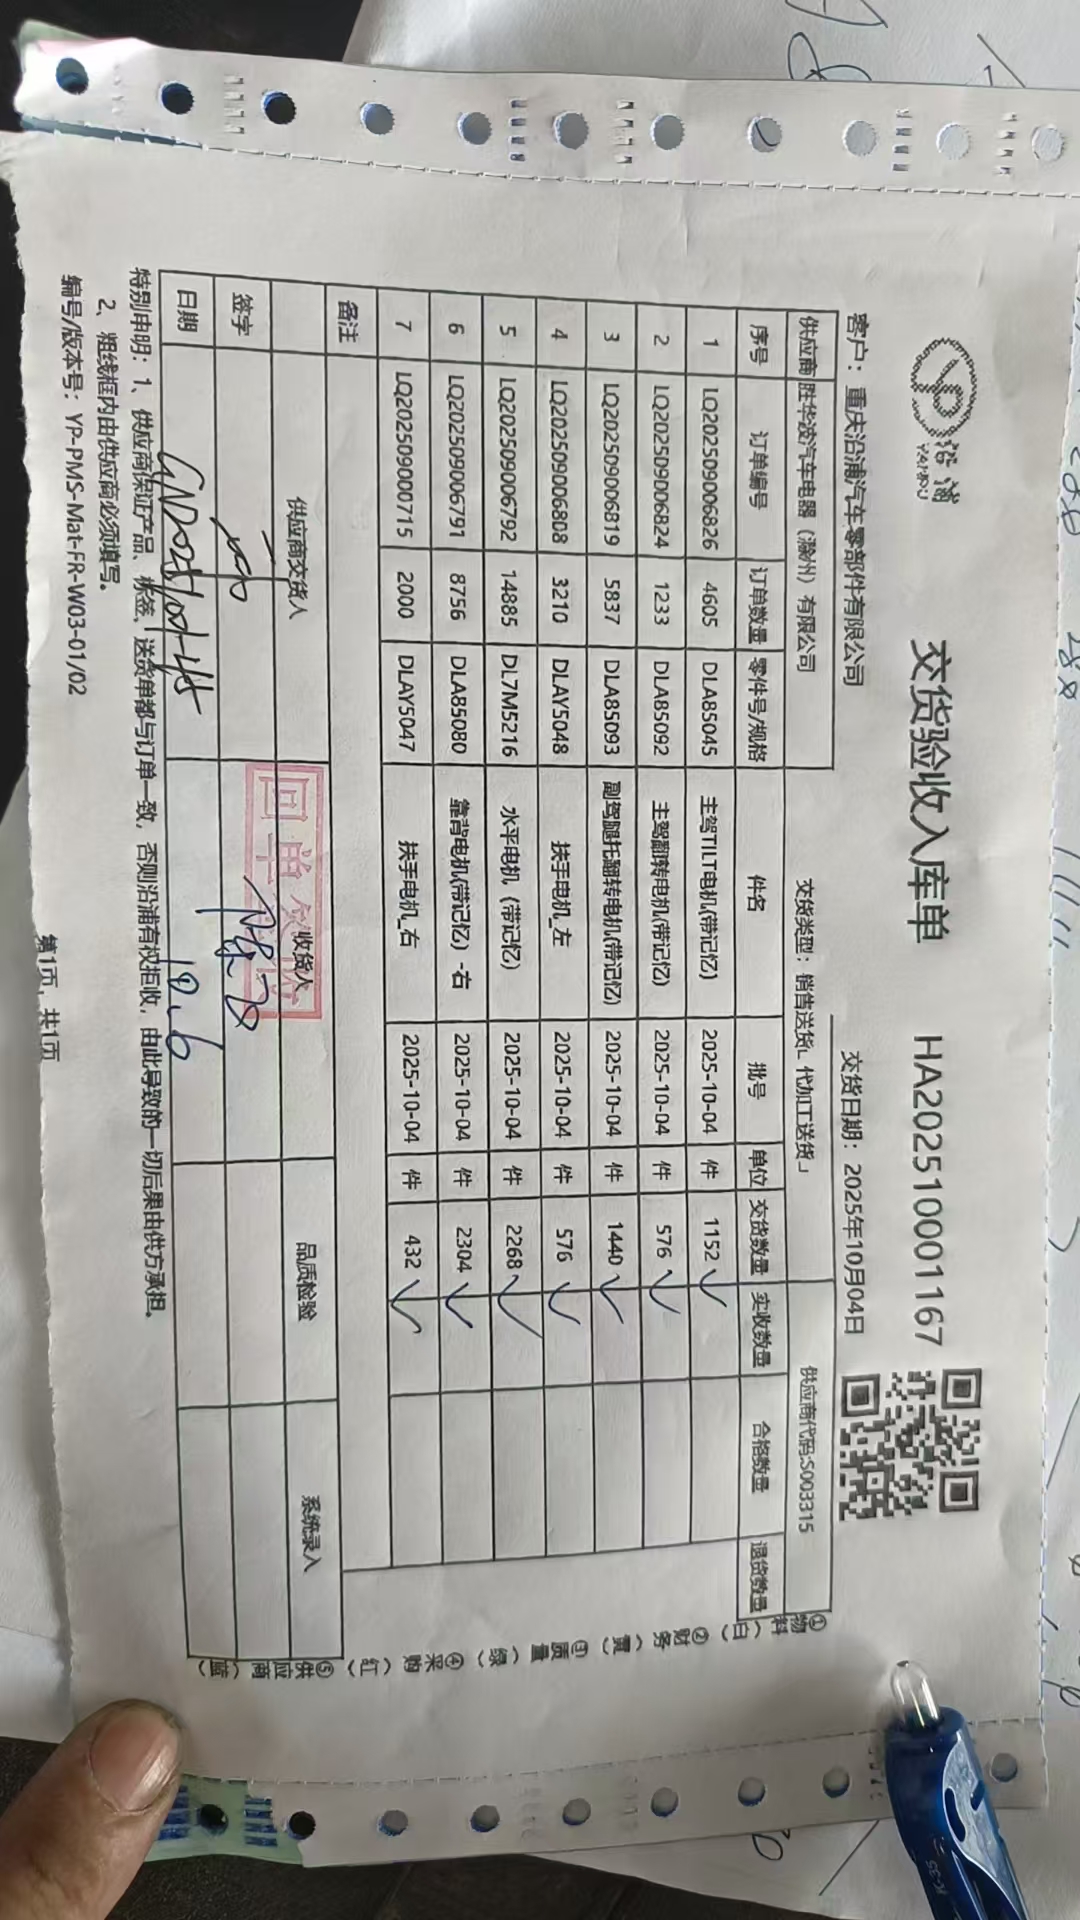 沿浦
YANPU
交货验收入库单
HA202510001167
客户：重庆沿浦汽车零部件有限公司
交货日期：2025年10月04日
供应商 胜华波汽车电器（滁州）有限公司 交货类型：销售送货 代加工送货 供应商代码:S003315
序号 订单编号 订单数量 零件号/规格 件名 批号 单位 交货数量 实收数量 合格数量 退货数量
1 LQ202509006826 4605 DLA85045 主驾TILT电机(带记忆) 2025-10-04 件 1152
2 LQ202509006824 1233 DLA85092 主驾翻转电机(带记忆) 2025-10-04 件 576
3 LQ202509006819 5837 DLA85093 副驾腿托翻转电机(带记忆) 2025-10-04 件 1440
4 LQ202509006808 3210 DLAY5048 扶手电机_左 2025-10-04 件 576
5 LQ202509006792 14885 DL7M5216 水平电机（带记忆） 2025-10-04 件 2268
6 LQ202509006791 8756 DLA85080 靠背电机(带记忆）-右 2025-10-04 件 2304
7 LQ202509000715 2000 DLAY5047 扶手电机_右 2025-10-04 件 432
备注
供应商交货人 收货人 品质检验 系统录入
签字
日期 10.6
回单
特别申明：1、供应商保证产品、标签、送货单都与订单一致，否则沿浦有权拒收，由此导致的一切后果由供方承担.
2、粗线框内由供应商必须填写.
编号/版本号：YP-PMS-Mat-FR-W03-01/02
第1页，共1页
①物料（白）②财务（黄）③质量（绿）④采购（红）⑤供应商（蓝）
K-35